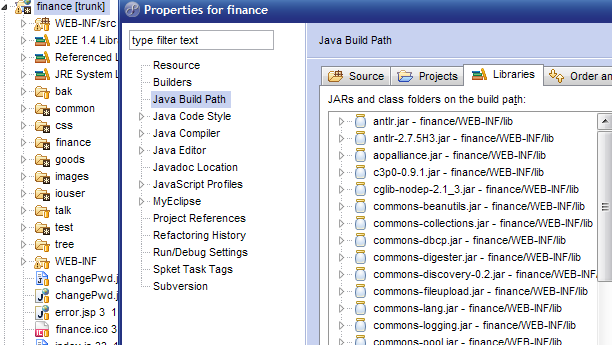 finance [trunk]
WEB-INF/src
J2EE 1.4 Libr
Referenced L
JRE System L
bak
common
css
finance
goods
images
iouser
talk
test
tree
WEB-INF
changePwd.j
changePwd.j
error.jsp 3 1
finance.ico 3
Properties for finance
type filter text
Resource
Builders
Java Build Path
Java Code Style
Java Compiler
Java Editor
Javadoc Location
JavaScript Profiles
MyEclipse
Project References
Refactoring History
Run/Debug Settings
Spket Task Tags
Subversion
Java Build Path
Source Projects Libraries Order an
JARs and class folders on the build path:
antlr.jar - finance/WEB-INF/lib
antlr-2.7.5H3.jar - finance/WEB-INF/lib
aopalliance.jar - finance/WEB-INF/lib
c3p0-0.9.1.jar - finance/WEB-INF/lib
cglib-nodep-2.1_3.jar - finance/WEB-INF/lib
commons-beanutils.jar - finance/WEB-INF/lib
commons-collections.jar - finance/WEB-INF/lib
commons-dbcp.jar - finance/WEB-INF/lib
commons-digester.jar - finance/WEB-INF/lib
commons-discovery-0.2.jar - finance/WEB-INF/lib
commons-fileupload.jar - finance/WEB-INF/lib
commons-lang.jar - finance/WEB-INF/lib
commons-logging.jar - finance/WEB-INF/lib
commons-pool.jar - finance/WEB-INF/lib